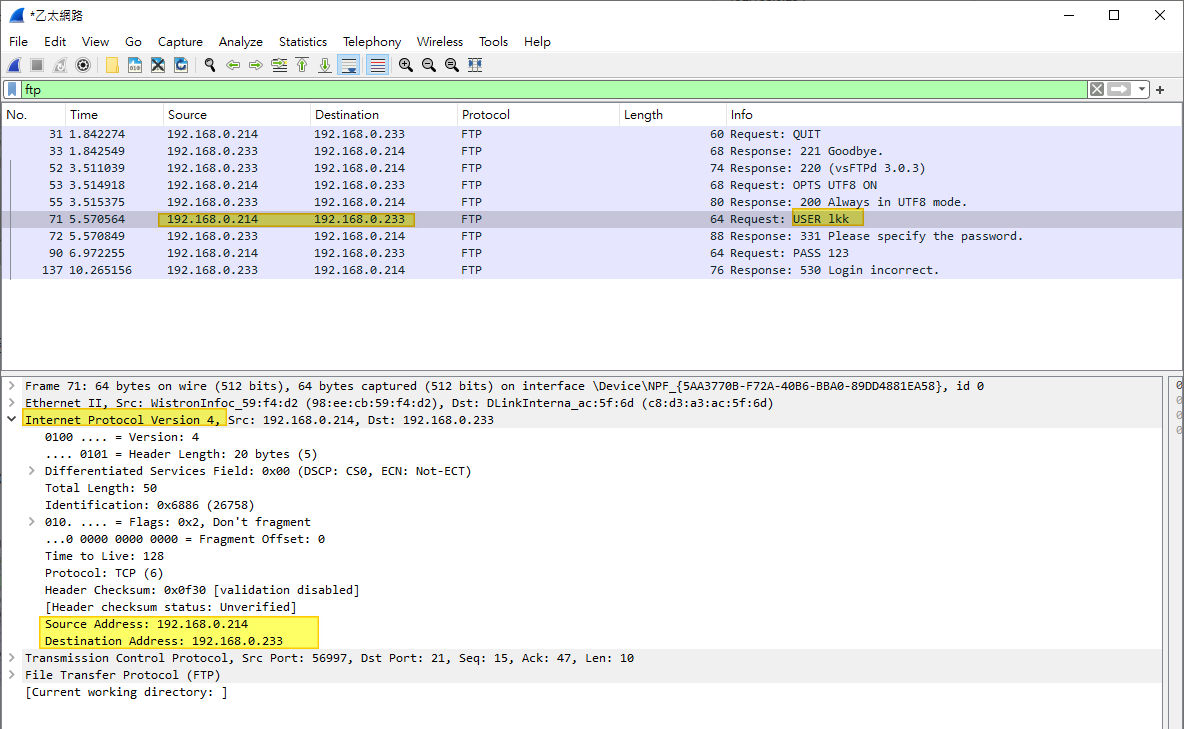 *乙太網路
File Edit View Go Capture Analyze Statistics Telephony Wireless Tools Help
ftp
No. Time Source Destination Protocol Length Info
31 1.842274 192.168.0.214 192.168.0.233 FTP 60 Request: QUIT
33 1.842549 192.168.0.233 192.168.0.214 FTP 68 Response: 221 Goodbye.
52 3.511039 192.168.0.233 192.168.0.214 FTP 74 Response: 220 (vsFTPd 3.0.3)
53 3.514918 192.168.0.214 192.168.0.233 FTP 68 Request: OPTS UTF8 ON
55 3.515375 192.168.0.233 192.168.0.214 FTP 80 Response: 200 Always in UTF8 mode.
71 5.570564 192.168.0.214 192.168.0.233 FTP 64 Request: USER lkk
72 5.570849 192.168.0.233 192.168.0.214 FTP 88 Response: 331 Please specify the password.
90 6.972255 192.168.0.214 192.168.0.233 FTP 64 Request: PASS 123
137 10.265156 192.168.0.233 192.168.0.214 FTP 76 Response: 530 Login incorrect.
Frame 71: 64 bytes on wire (512 bits), 64 bytes captured (512 bits) on interface \Device\NPF_{5AA3770B-F72A-40B6-BBA0-89DD4881EA58}, id 0
Ethernet II, Src: WistronInfoc_59:f4:d2 (98:ee:cb:59:f4:d2), Dst: DLinkInterna_ac:5f:6d (c8:d3:a3:ac:5f:6d)
Internet Protocol Version 4, Src: 192.168.0.214, Dst: 192.168.0.233
0100 .... = Version: 4
.... 0101 = Header Length: 20 bytes (5)
Differentiated Services Field: 0x00 (DSCP: CS0, ECN: Not-ECT)
Total Length: 50
Identification: 0x6886 (26758)
010. .... = Flags: 0x2, Don't fragment
...0 0000 0000 0000 = Fragment Offset: 0
Time to Live: 128
Protocol: TCP (6)
Header Checksum: 0x0f30 [validation disabled]
[Header checksum status: Unverified]
Source Address: 192.168.0.214
Destination Address: 192.168.0.233
Transmission Control Protocol, Src Port: 56997, Dst Port: 21, Seq: 15, Ack: 47, Len: 10
File Transfer Protocol (FTP)
[Current working directory: ]